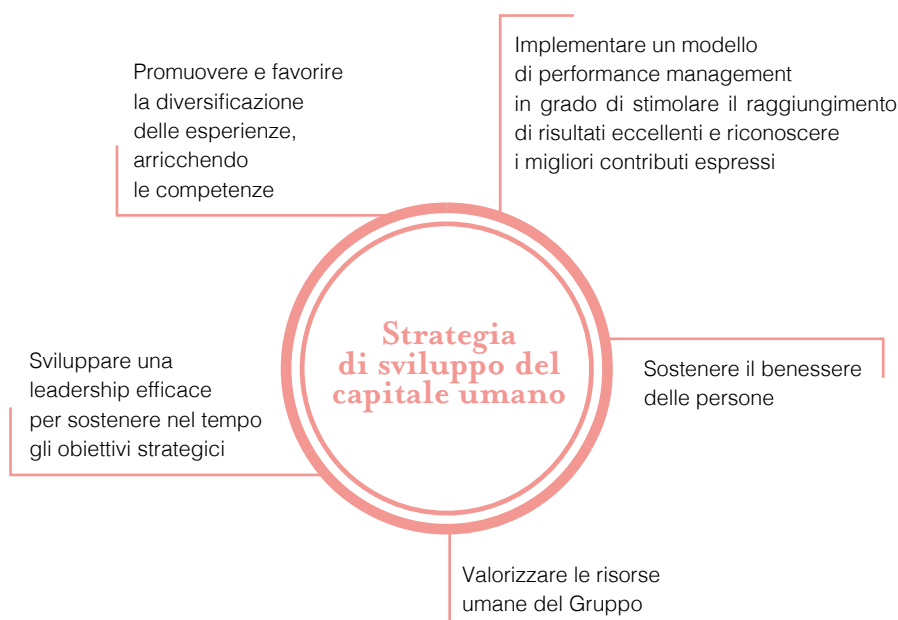 Promuovere e favorire
la diversificazione
delle esperienze,
arricchendo
le competenze
Implementare un modello
di performance management
in grado di stimolare il raggiungimento
di risultati eccellenti e riconoscere
i migliori contributi espressi
Strategia
di sviluppo del
capitale umano
Sviluppare una
leadership efficace
per sostenere nel tempo
gli obiettivi strategici
Sostenere il benessere
delle persone
Valorizzare le risorse
umane del Gruppo